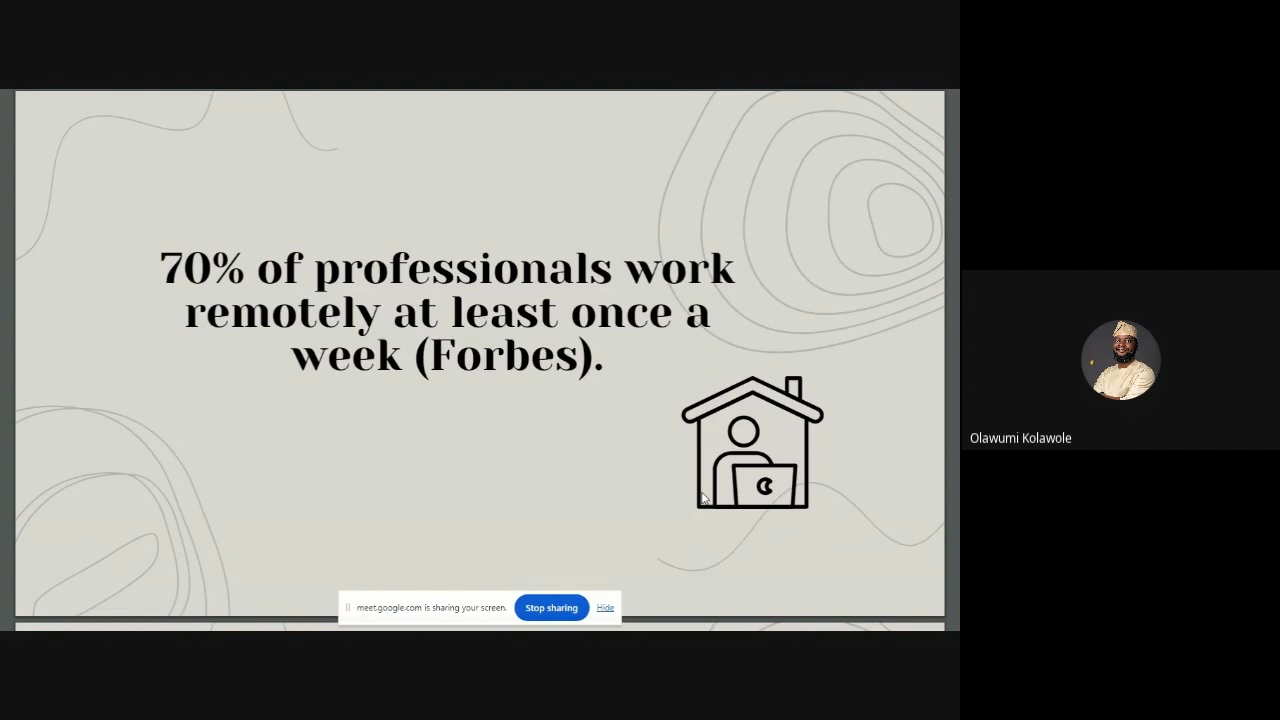 70% of professionals work
remotely at least once a
week (Forbes).
meet.google.com is sharing your screen. Stop sharing Hide
Olawumi Kolawole